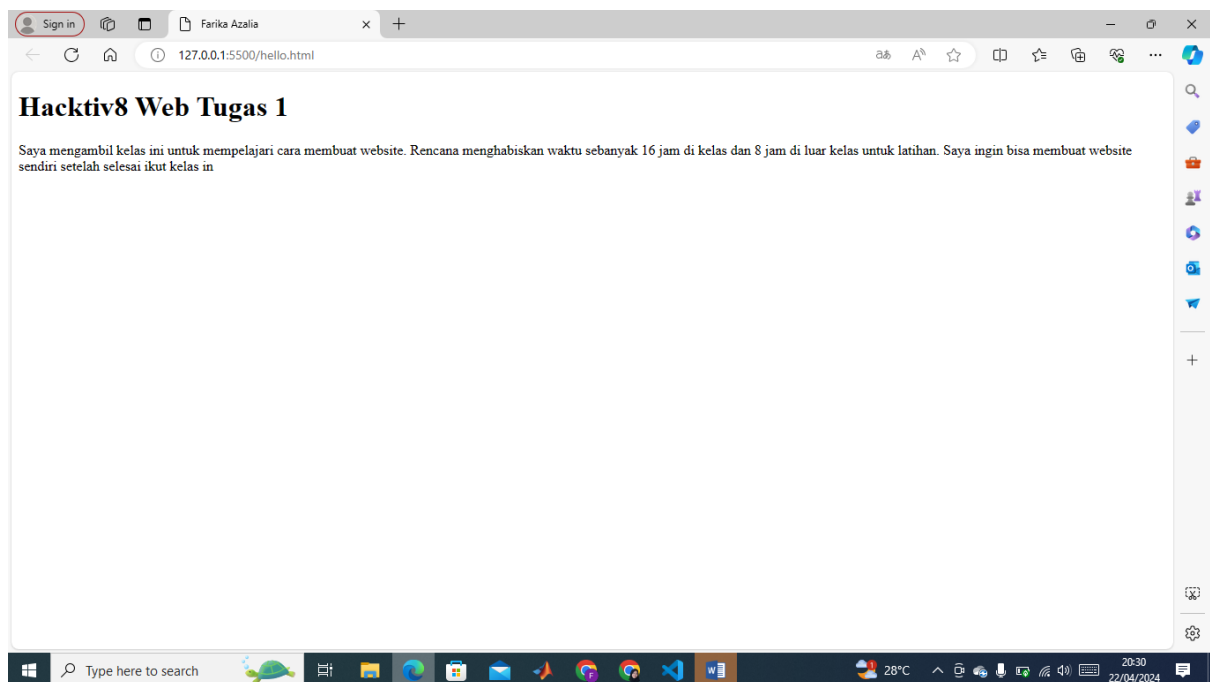 Sign in
Farika Azalia
127.0.0.1:5500/hello.html
Hacktiv8 Web Tugas 1
Saya mengambil kelas ini untuk mempelajari cara membuat website. Rencana menghabiskan waktu sebanyak 16 jam di kelas dan 8 jam di luar kelas untuk latihan. Saya ingin bisa membuat website
sendiri setelah selesai ikut kelas in
Type here to search
28°C
20:30
22/04/2024